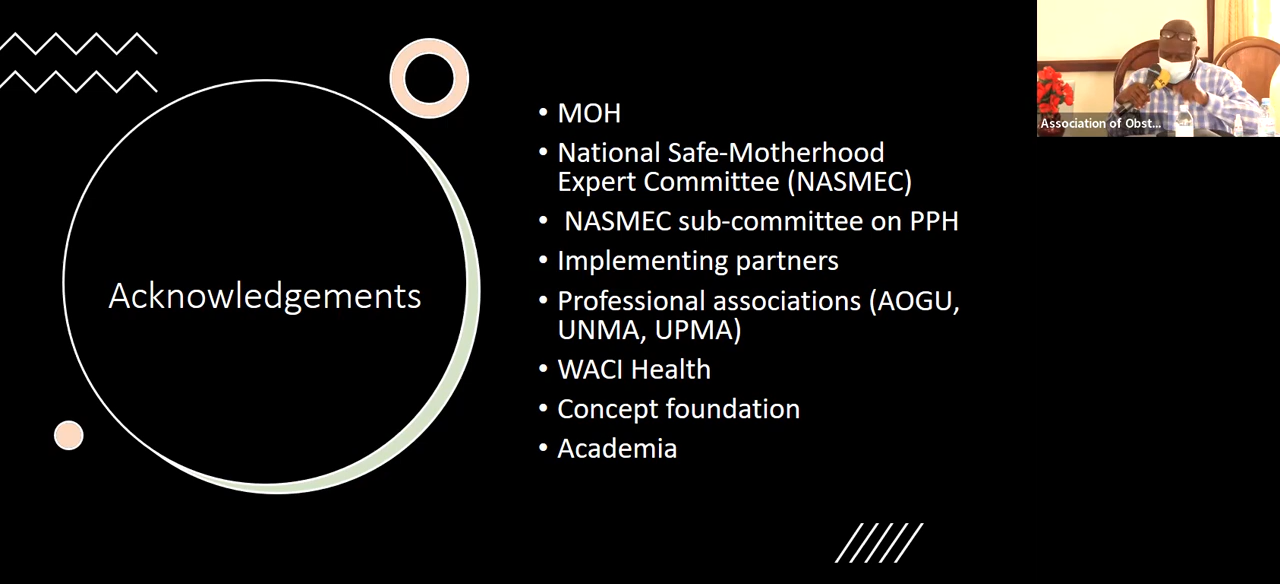 Acknowledgements
• MOH
• National Safe-Motherhood
Expert Committee (NASMEC)
• NASMEC sub-committee on PPH
• Implementing partners
• Professional associations (AOGU,
UNMA, UPMA)
• WACI Health
• Concept foundation
• Academia
Association of Obst...